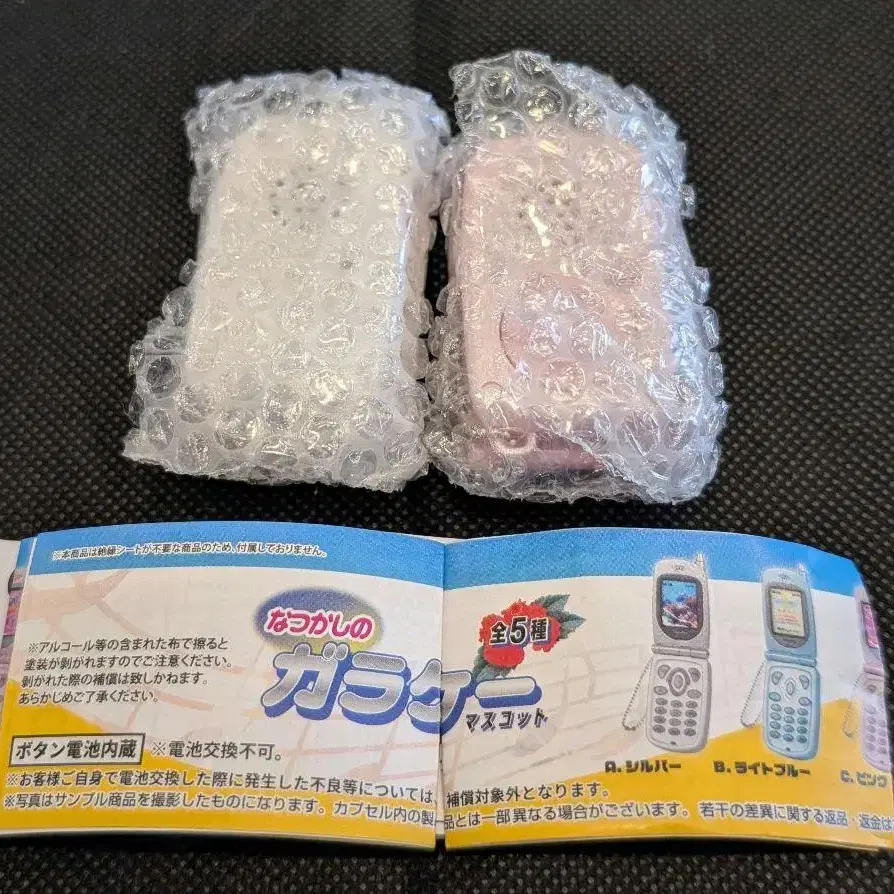 ※本商品は絶縁シートが不要な商品のため、付属しておりません。
なつかしの
ガラケー
マスコット
全5種
※アルコール等の含まれた布で擦ると
塗装が剥がれますのでご注意ください。
剥がれた際の補償は致しかねます。
あらかじめご了承ください。
A.シルバー
B.ライトブルー
C.ピンク
ボタン電池内蔵 ※電池交換不可。
※お客様ご自身で電池交換した際に発生した不良等については、補償対象外となります。
※写真はサンプル商品を撮影したものになります。カプセル内の製品とは一部異なる場合がございます。若干の差異に関する返品・返金は